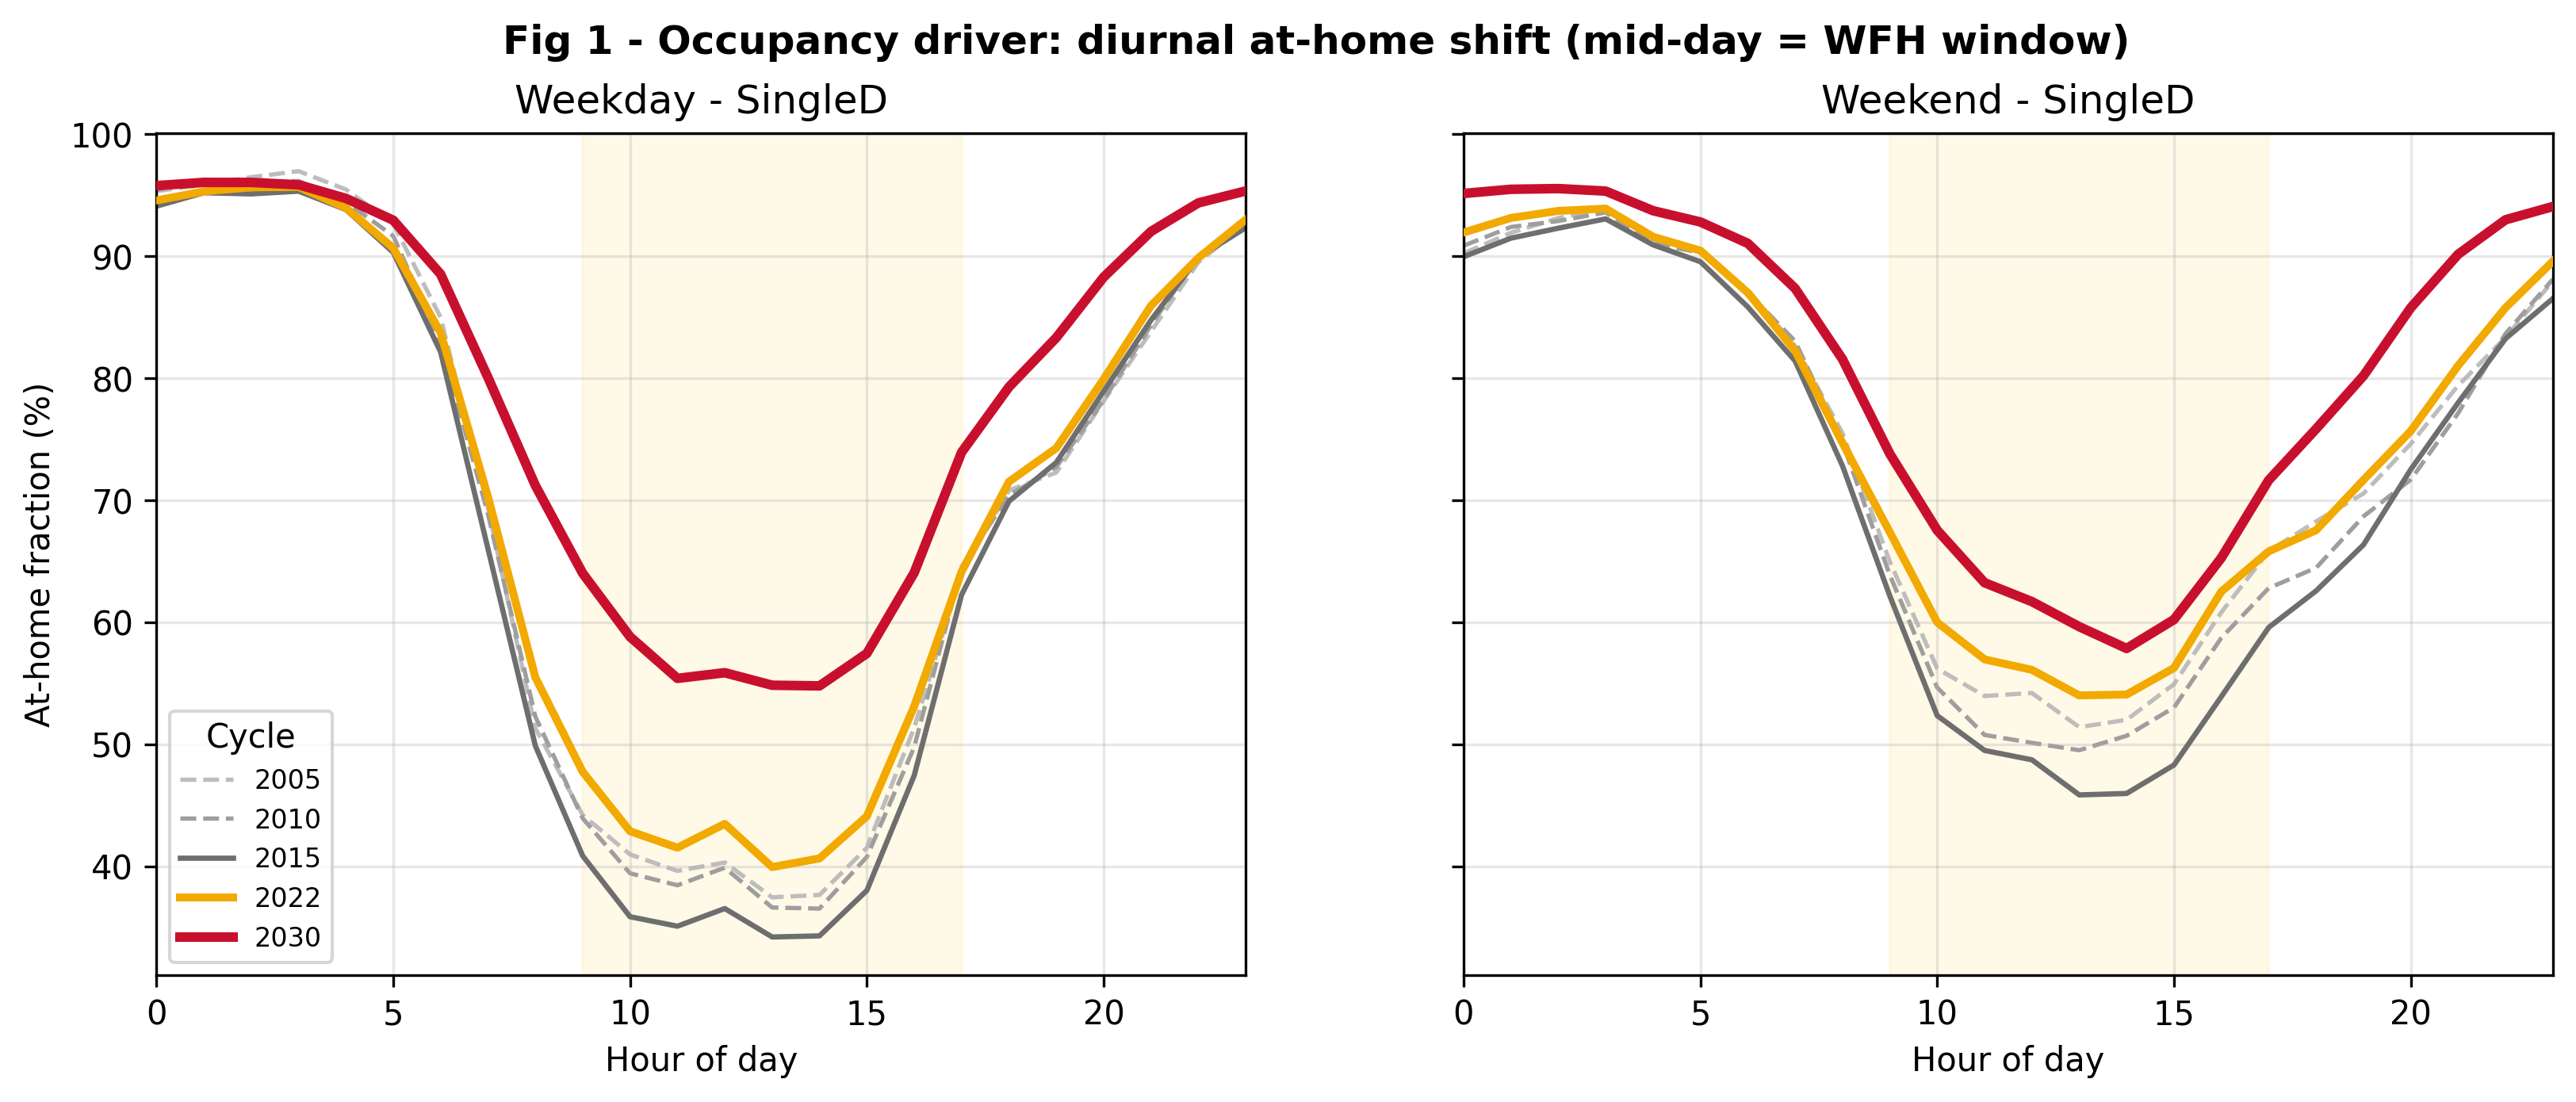 Fig 1 - Occupancy driver: diurnal at-home shift (mid-day = WFH window)
Weekday - SingleD
Weekend - SingleD
At-home fraction (%)
100
90
80
70
60
50
40
Cycle
2005
2010
2015
2022
2030
0 5 10 15 20
Hour of day
0 5 10 15 20
Hour of day